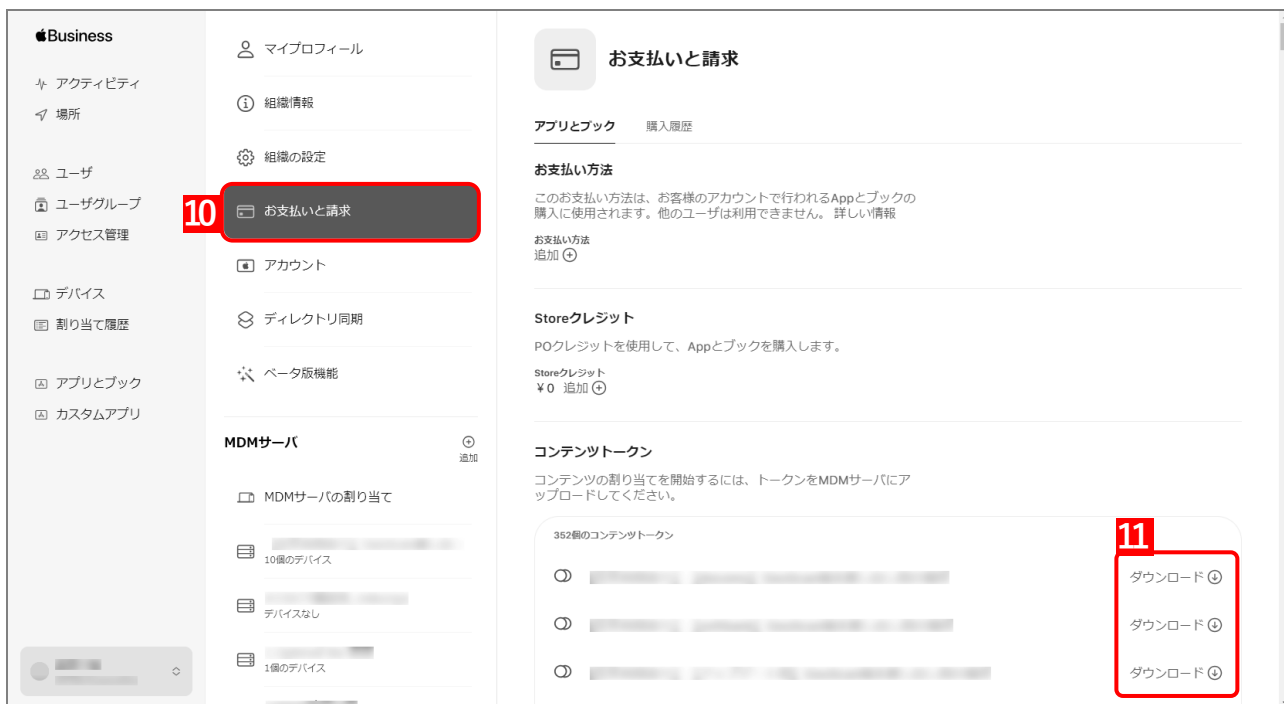 Business
アクティビティ
場所
ユーザ
ユーザグループ
アクセス管理
デバイス
割り当て履歴
アプリとブック
カスタムアプリ
マイプロフィール
組織情報
組織の設定
10
お支払いと請求
アカウント
ディレクトリ同期
ベータ版機能
MDMサーバ
追加
MDMサーバの割り当て
10個のデバイス
デバイスなし
1個のデバイス
お支払いと請求
アプリとブック 購入履歴
お支払い方法
このお支払い方法は、お客様のアカウントで行われるAppとブックの
購入に使用されます。他のユーザは利用できません。 詳しい情報
お支払い方法
追加
Storeクレジット
POクレジットを使用して、Appとブックを購入します。
Storeクレジット
¥0 追加
コンテンツトークン
コンテンツの割り当てを開始するには、トークンをMDMサーバにア
ップロードしてください。
352個のコンテンツトークン
11
ダウンロード
ダウンロード
ダウンロード